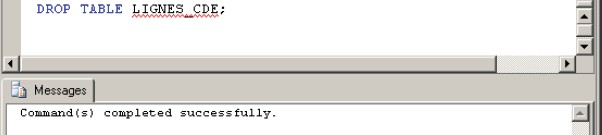 DROP TABLE LIGNES_CDE;
Messages
Command(s) completed successfully.